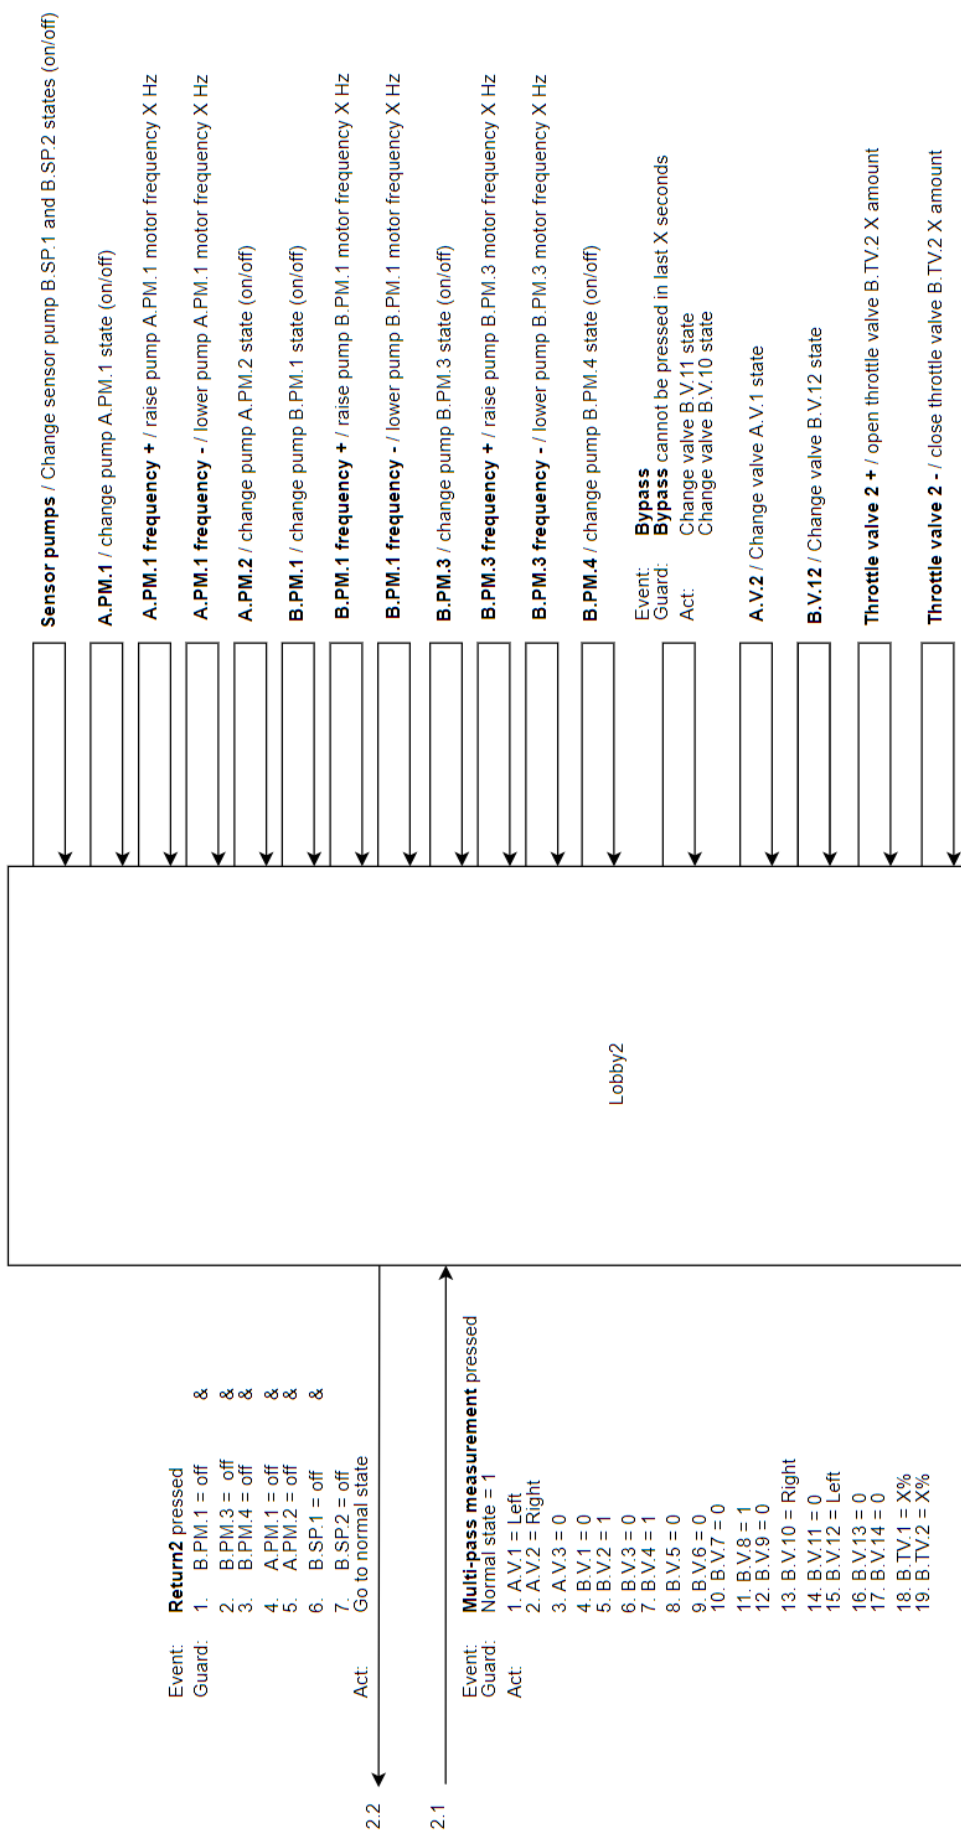 Sensor pumps / Change sensor pump B.SP.1 and B.SP.2 states (on/off)
A.PM.1 / change pump A.PM.1 state (on/off)
A.PM.1 frequency + / raise pump A.PM.1 motor frequency X Hz
A.PM.1 frequency - / lower pump A.PM.1 motor frequency X Hz
A.PM.2 / change pump A.PM.2 state (on/off)
B.PM.1 / change pump B.PM.1 state (on/off)
B.PM.1 frequency + / raise pump B.PM.1 motor frequency X Hz
B.PM.1 frequency - / lower pump B.PM.1 motor frequency X Hz
B.PM.3 / change pump B.PM.3 state (on/off)
B.PM.3 frequency + / raise pump B.PM.3 motor frequency X Hz
B.PM.3 frequency - / lower pump B.PM.3 motor frequency X Hz
B.PM.4 / change pump B.PM.4 state (on/off)
Event: Bypass
Guard: Bypass cannot be pressed in last X seconds
Act: Change valve B.V.11 state
Change valve B.V.10 state
A.V.2 / Change valve A.V.1 state
B.V.12 / Change valve B.V.12 state
Throttle valve 2 + / open throttle valve B.TV.2 X amount
Throttle valve 2 - / close throttle valve B.TV.2 X amount
Lobby2
Event: Return2 pressed
Guard: 1. B.PM.1 = off &
2. B.PM.3 = off &
3. B.PM.4 = off &
4. A.PM.1 = off &
5. A.PM.2 = off &
6. B.SP.1 = off &
7. B.SP.2 = off
Act: Go to normal state
2.2
2.1
Event: Multi-pass measurement pressed
Guard: Normal state = 1
Act: 1. A.V.1 = Left
2. A.V.2 = Right
3. A.V.3 = 0
4. B.V.1 = 0
5. B.V.2 = 1
6. B.V.3 = 0
7. B.V.4 = 1
8. B.V.5 = 0
9. B.V.6 = 0
10. B.V.7 = 0
11. B.V.8 = 1
12. B.V.9 = 0
13. B.V.10 = Right
14. B.V.11 = 0
15. B.V.12 = Left
16. B.V.13 = 0
17. B.V.14 = 0
18. B.TV.1 = X%
19. B.TV.2 = X%